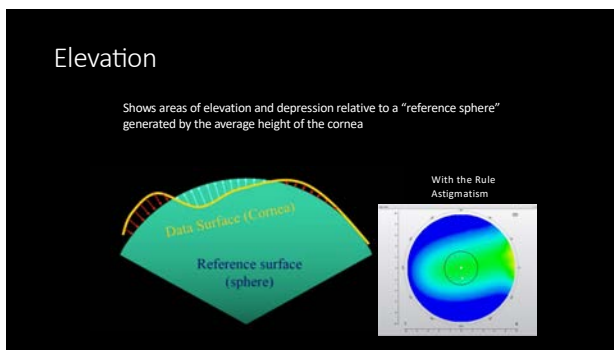 Elevation
Shows areas of elevation and depression relative to a “reference sphere”
generated by the average height of the cornea
With the Rule
Astigmatism
Data Surface (Cornea)
Reference surface
(sphere)